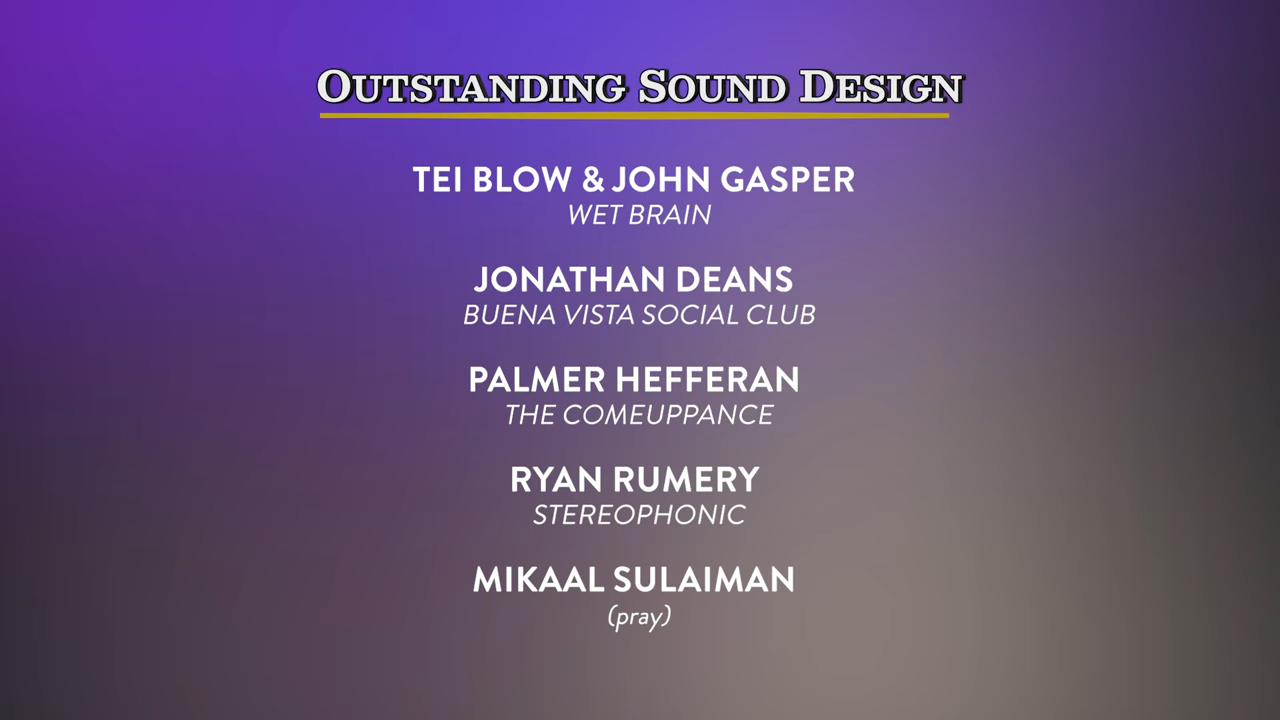 Outstanding Sound Design
TEI BLOW & JOHN GASPER
WET BRAIN
JONATHAN DEANS
BUENA VISTA SOCIAL CLUB
PALMER HEFFERAN
THE COMEUPPANCE
RYAN RUMERY
STEREOPHONIC
MIKAAL SULAIMAN
(pray)